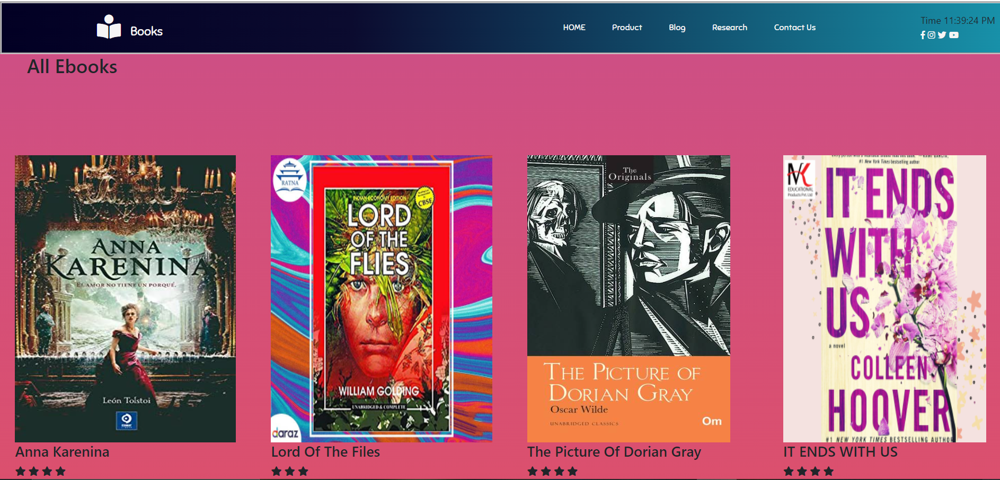 Books
HOME Product Blog Research Contact Us
Time 11:39:24 PM
All Ebooks
ANNA
KARENINA
EL AMOR NO TIENE UN PORQUÉ.
León Tolstoi
RATNA
INDIAN ECONOMY EDITION
CBSE
LORD
OF THE
FLIES
WILLIAM GOLDING
UNABRIDGED & COMPLETE
daraz
The
Originals
THE PICTURE OF
DORIAN GRAY
Oscar Wilde
UNABRIDGED CLASSICS
Om
#1 New York Times bestselling author
EDUCATIONAL
Products Pvt. Ltd
IT ENDS
WITH
US
a novel
COLLEEN
HOOVER
#1 NEW YORK TIMES BESTSELLING AUTHOR
Anna Karenina
Lord Of The Files
The Picture Of Dorian Gray
IT ENDS WITH US